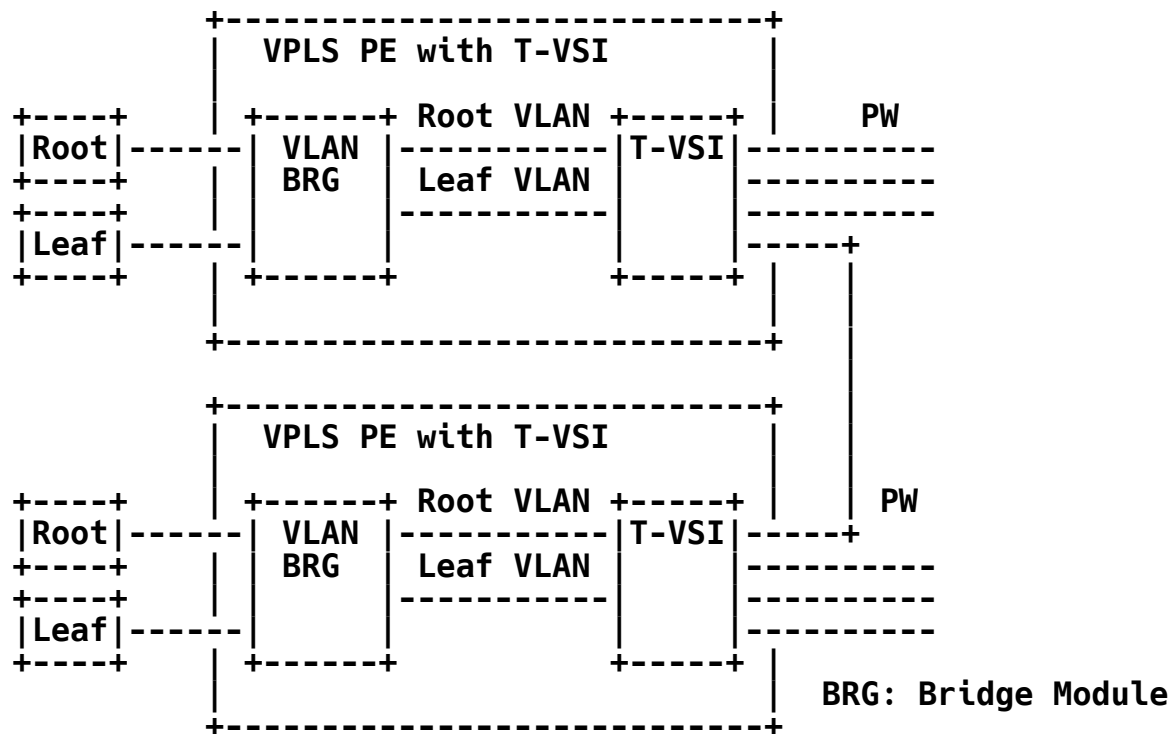 VPLS PE with T-VSI
Root VLAN PW
Root VLAN T-VSI
BRG Leaf VLAN
Leaf
VPLS PE with T-VSI
Root VLAN PW
Root VLAN T-VSI
BRG Leaf VLAN
Leaf
BRG: Bridge Module